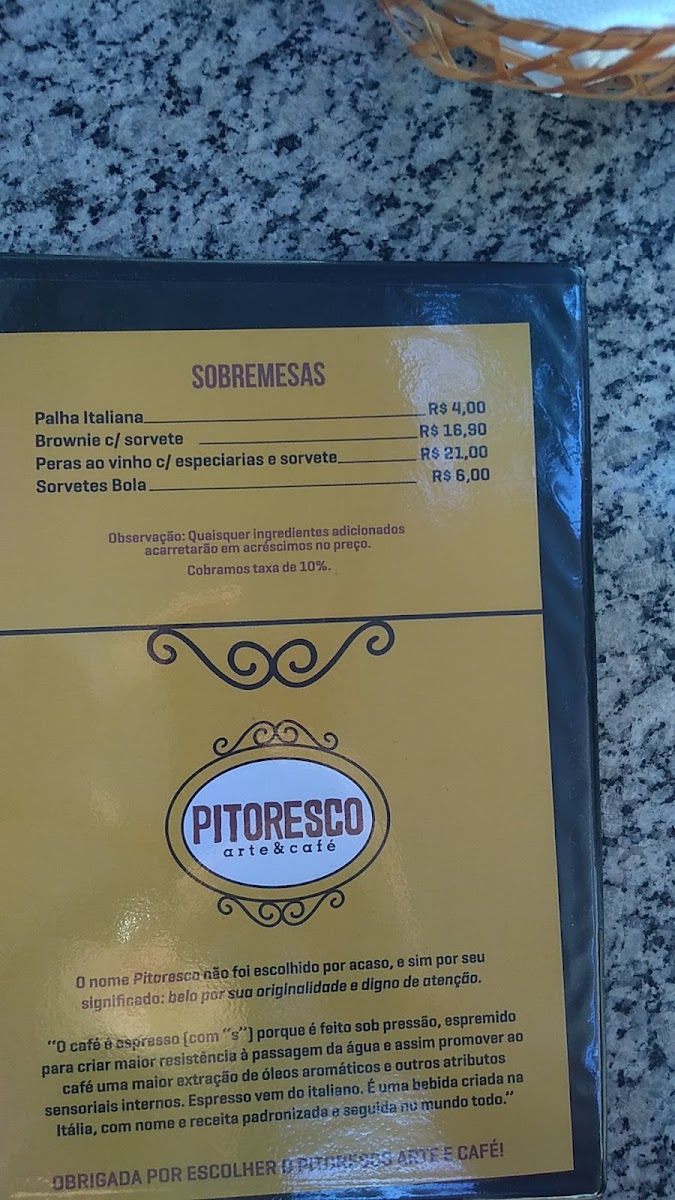 SOBREMESAS
Palha Italiana R$ 4,00
Brownie c/ sorvete R$ 16,90
Peras ao vinho c/ especiarias e sorvete R$ 21,00
Sorvetes Bola R$ 6,00
Observação: Quaisquer ingredientes adicionados
acarretarão em acréscimos no preço.
Cobramos taxa de 10%.
PITORESCO
arte&café
O nome Pitoresco não foi escolhido por acaso, e sim por seu
significado: belo por sua originalidade e digno de atenção.
"O café é espresso (com "s") porque é feito sob pressão, espremido
para criar maior resistência à passagem da água e assim promover ao
café uma maior extração de óleos aromáticos e outros atributos
sensoriais internos. Espresso vem do italiano. É uma bebida criada na
Itália, com nome e receita padronizada e seguida no mundo todo."
OBRIGADA POR ESCOLHER O PITORESCO ARTE E CAFÉ!